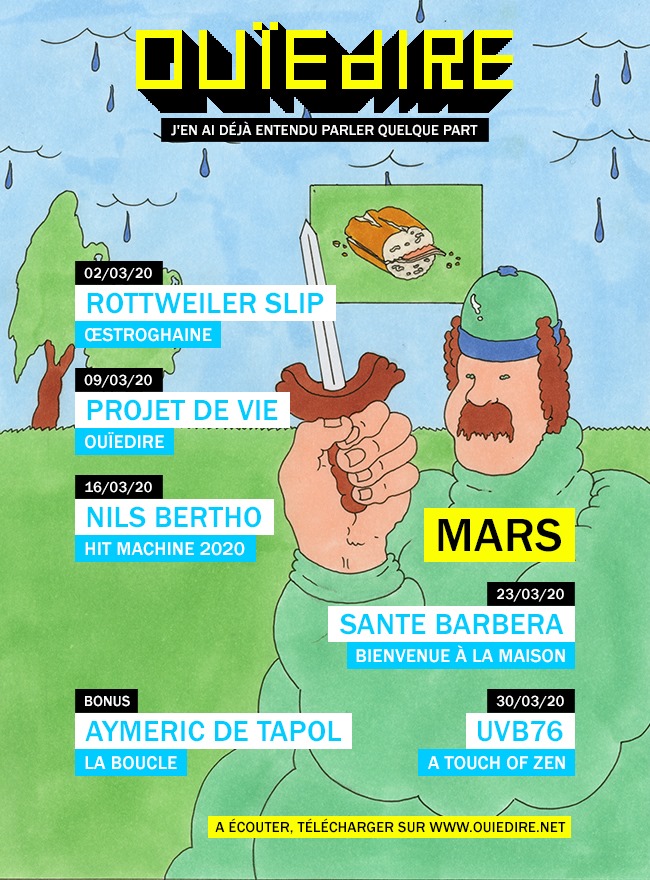 OUÏEDIRE
J'EN AI DÉJÀ ENTENDU PARLER QUELQUE PART
02/03/20
ROTTWEILER SLIP
ŒSTROGHAINE
09/03/20
PROJET DE VIE
OUÏEDIRE
16/03/20
NILS BERTHO
HIT MACHINE 2020
MARS
23/03/20
SANTE BARBERA
BIENVENUE À LA MAISON
BONUS
AYMERIC DE TAPOL
LA BOUCLE
30/03/20
UVB76
A TOUCH OF ZEN
A ÉCOUTER, TÉLÉCHARGER SUR WWW.OUIEDIRE.NET